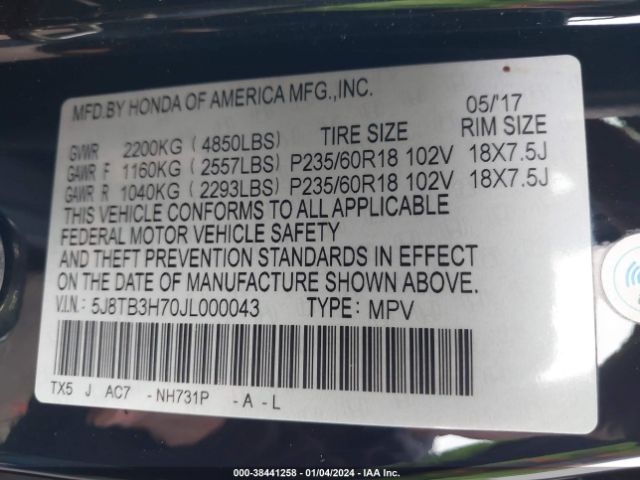 MFD.BY HONDA OF AMERICA MFG.,INC. 05/'17
GVWR 2200KG (4850LBS) TIRE SIZE RIM SIZE
GAWR F 1160KG (2557LBS) P235/60R18 102V 18X7.5J
GAWR R 1040KG (2293LBS) P235/60R18 102V 18X7.5J
THIS VEHICLE CONFORMS TO ALL APPLICABLE
FEDERAL MOTOR VEHICLE SAFETY
AND THEFT PREVENTION STANDARDS IN EFFECT
ON THE DATE OF MANUFACTURE SHOWN ABOVE.
V.I.N.: 5J8TB3H70JL000043 TYPE: MPV
TX5 J AC7 -NH731P -A-L
000-38441258 - 01/04/2024 - IAA Inc.